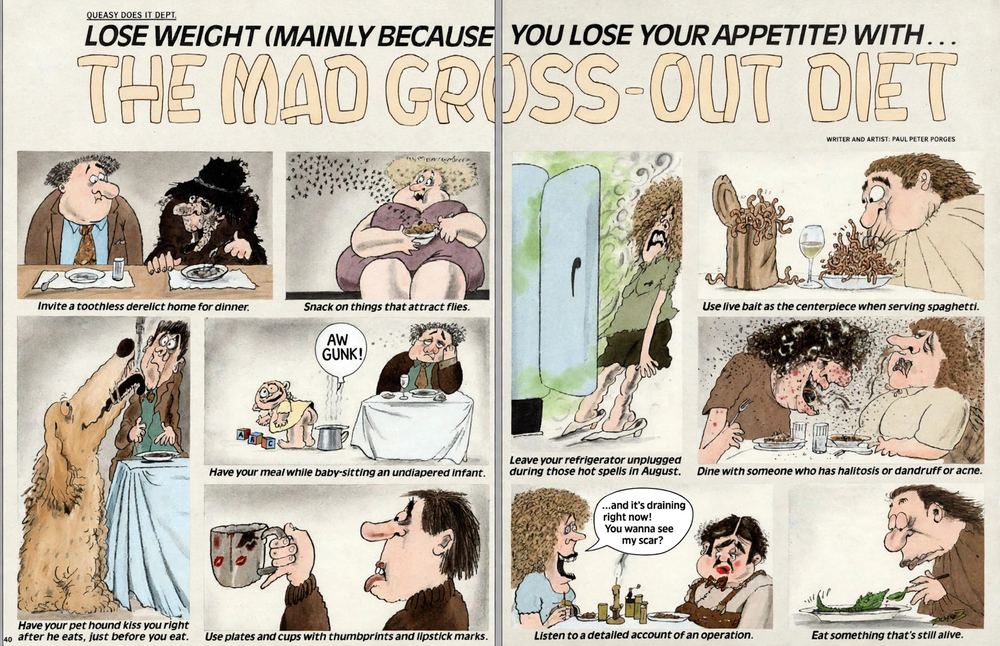 QUEASY DOES IT DEPT.
LOSE WEIGHT (MAINLY BECAUSE YOU LOSE YOUR APPETITE) WITH...
THE MAD GROSS-OUT DIET
WRITER AND ARTIST: PAUL PETER PORGES
Invite a toothless derelict home for dinner.
Snack on things that attract flies.
Use live bait as the centerpiece when serving spaghetti.
AW
GUNK!
A B C
Have your meal while baby-sitting an undiapered infant.
Leave your refrigerator unplugged
during those hot spells in August.
Dine with someone who has halitosis or dandruff or acne.
Have your pet hound kiss you right
after he eats, just before you eat.
Use plates and cups with thumbprints and lipstick marks.
...and it's draining
right now!
You wanna see
my scar?
Listen to a detailed account of an operation.
Eat something that's still alive.
40